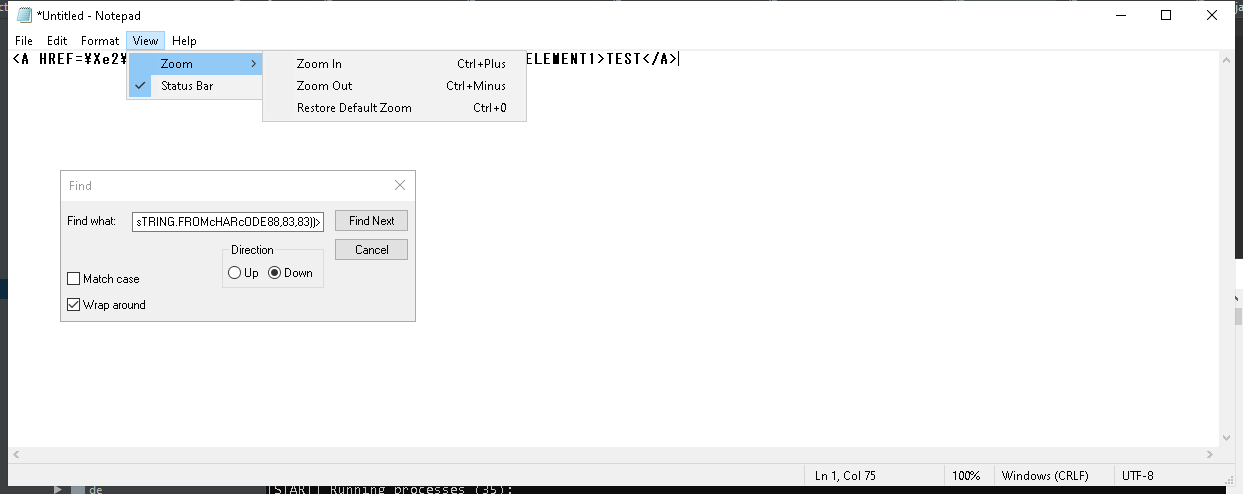 *Untitled - Notepad
File Edit Format View Help
<A HREF=¥Xe2¥ ELEMENT1>TEST</A>
Zoom
Status Bar
Zoom In Ctrl+Plus
Zoom Out Ctrl+Minus
Restore Default Zoom Ctrl+0
Find
Find what: sTRING.FROMcHARcODE88,83,83))> Find Next
Direction Cancel
Up Down
Match case
Wrap around
Ln 1, Col 75 100% Windows (CRLF) UTF-8
de [START] Running processes (35):